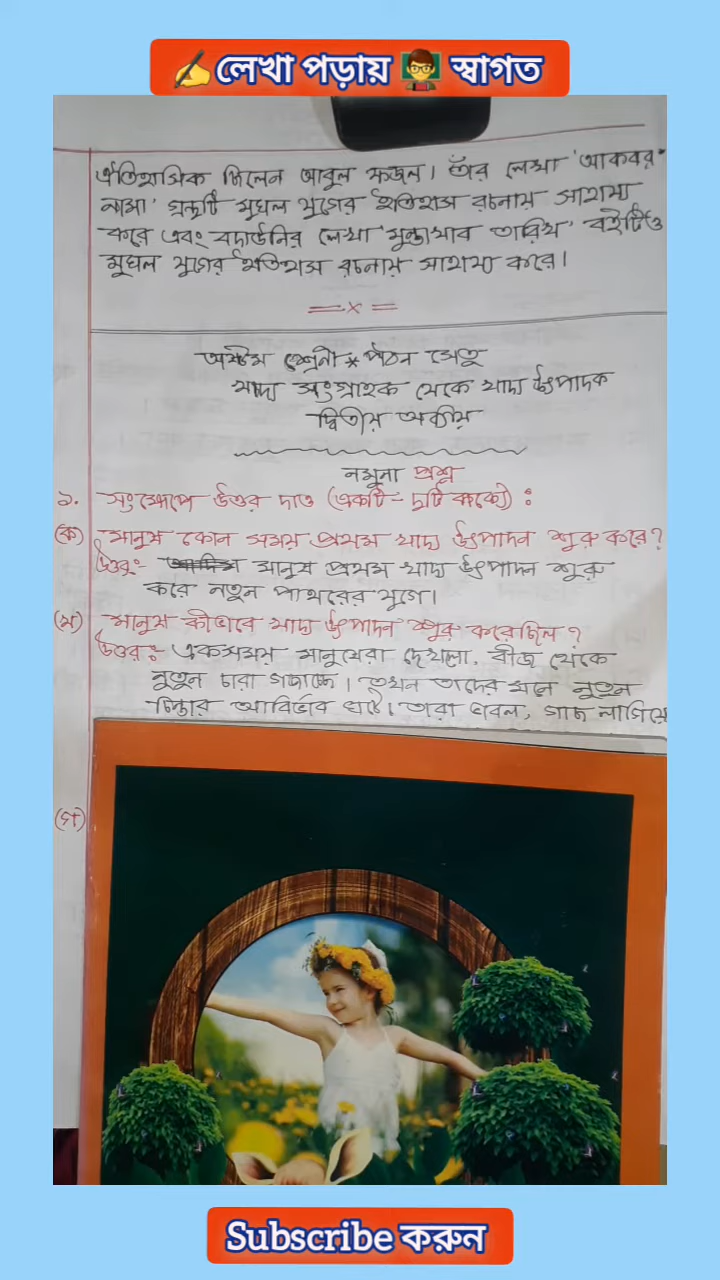 ✍️লেখা পড়ায় 👨‍🏫 স্বাগত
ঐতিহাসিক ছিলেন আবুল ফজল। তাঁর লেখা 'আকবর
নামা' গ্রন্থটি মুঘল যুগের ইতিহাস রচনায় সাহায্য
করে এবং বদাউনির লেখা 'মুন্তাখাব তারিখ' বইটিও
মুঘল যুগের ইতিহাস রচনায় সাহায্য করে।
=x=
অষ্টম শ্রেনী * পঠন সেতু
খাদ্য সংগ্রাহক থেকে খাদ্য উৎপাদক
দ্বিতীয় অধ্যায়
নমুনা প্রশ্ন
১. সংক্ষেপে উত্তর দাও (একটি - দুটি বাক্যে) :
(ক) মানুষ কোন সময় প্রথম খাদ্য উৎপাদন শুরু করে?
উত্তর:- মানুষ প্রথম খাদ্য উৎপাদন শুরু
করে নতুন পাথরের যুগে।
(খ) মানুষ কীভাবে খাদ্য উৎপাদন শুরু করেছিল?
উত্তর: একসময় মানুষেরা দেখলো, বীজ থেকে
নুতুন চারা গজাচ্ছে। তখন তাদের মনে নুতুন
চিন্তার আবির্ভাব ঘটে। তারা ভাবল, গাছ লাগিয়ে
(গ)
Subscribe করুন